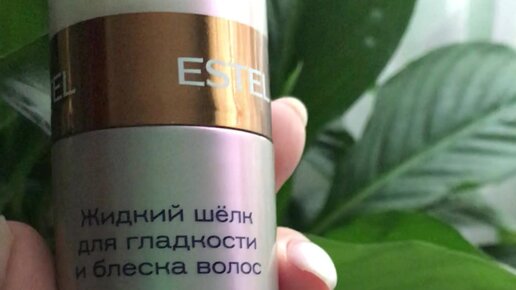 ESTEL
Жидкий шёлк
для гладкости
и блеска волос